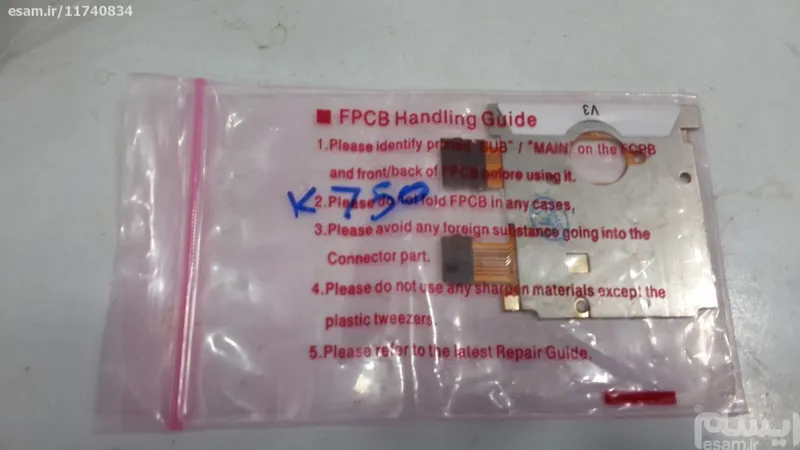 esam.ir/11740834
V3
■ FPCB Handling Guide
1.Please identify printed "SUB" / "MAIN" on the FCPB
and front/back of FPCB before using it.
K750
2.Please do not fold FPCB in any cases,
3.Please avoid any foreign substance going into the
Connector part.
4.Please do not use any sharpen materials except the
plastic tweezers.
5.Please refer to the latest Repair Guide.
ایسام
esam.ir